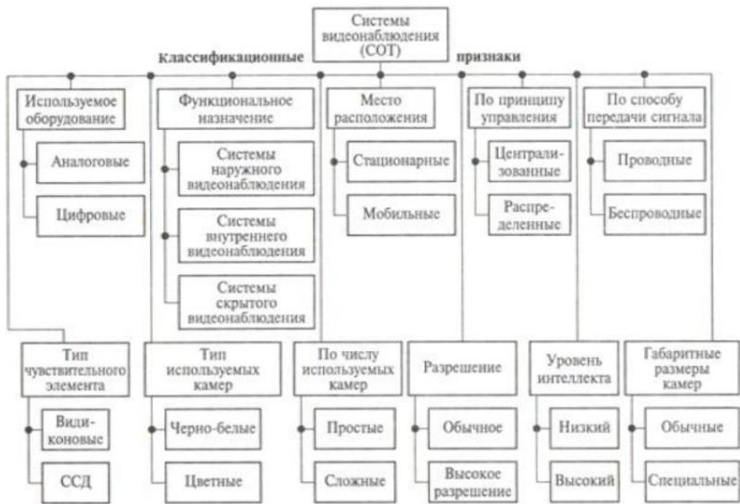 Системы
видеонаблюдения
(СОТ)
Классификационные признаки
Используемое
оборудование
Аналоговые
Цифровые
Функциональное
назначение
Системы
наружного
видеонаблюдения
Системы
внутреннего
видеонаблюдения
Системы
скрытого
видеонаблюдения
Место
расположения
Стационарные
Мобильные
По принципу
управления
Централи-
зованные
Распре-
деленные
По способу
передачи сигнала
Проводные
Беспроводные
Тип
чувствительного
элемента
Види-
коновые
ССД
Тип
используемых
камер
Черно-белые
Цветные
По числу
используемых
камер
Простые
Сложные
Разрешение
Обычное
Высокое
разрешение
Уровень
интеллекта
Низкий
Высокий
Габаритные
размеры
камер
Обычные
Специальные